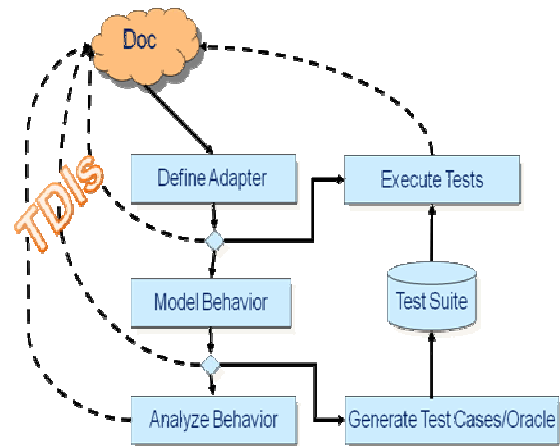 Doc
TDIs
Define Adapter
Execute Tests
Model Behavior
Test Suite
Analyze Behavior
Generate Test Cases/Oracle